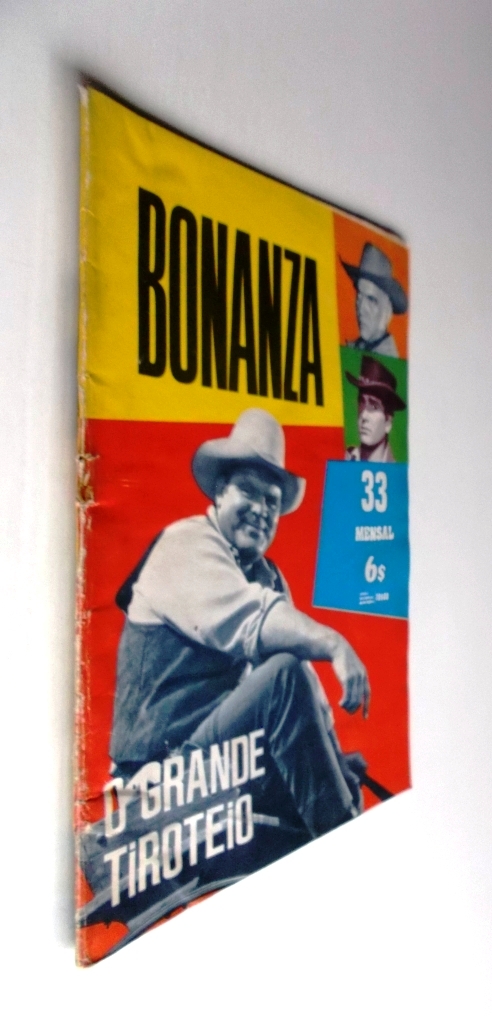 BONANZA
33
MENSAL
6$
O GRANDE
TIROTEiO